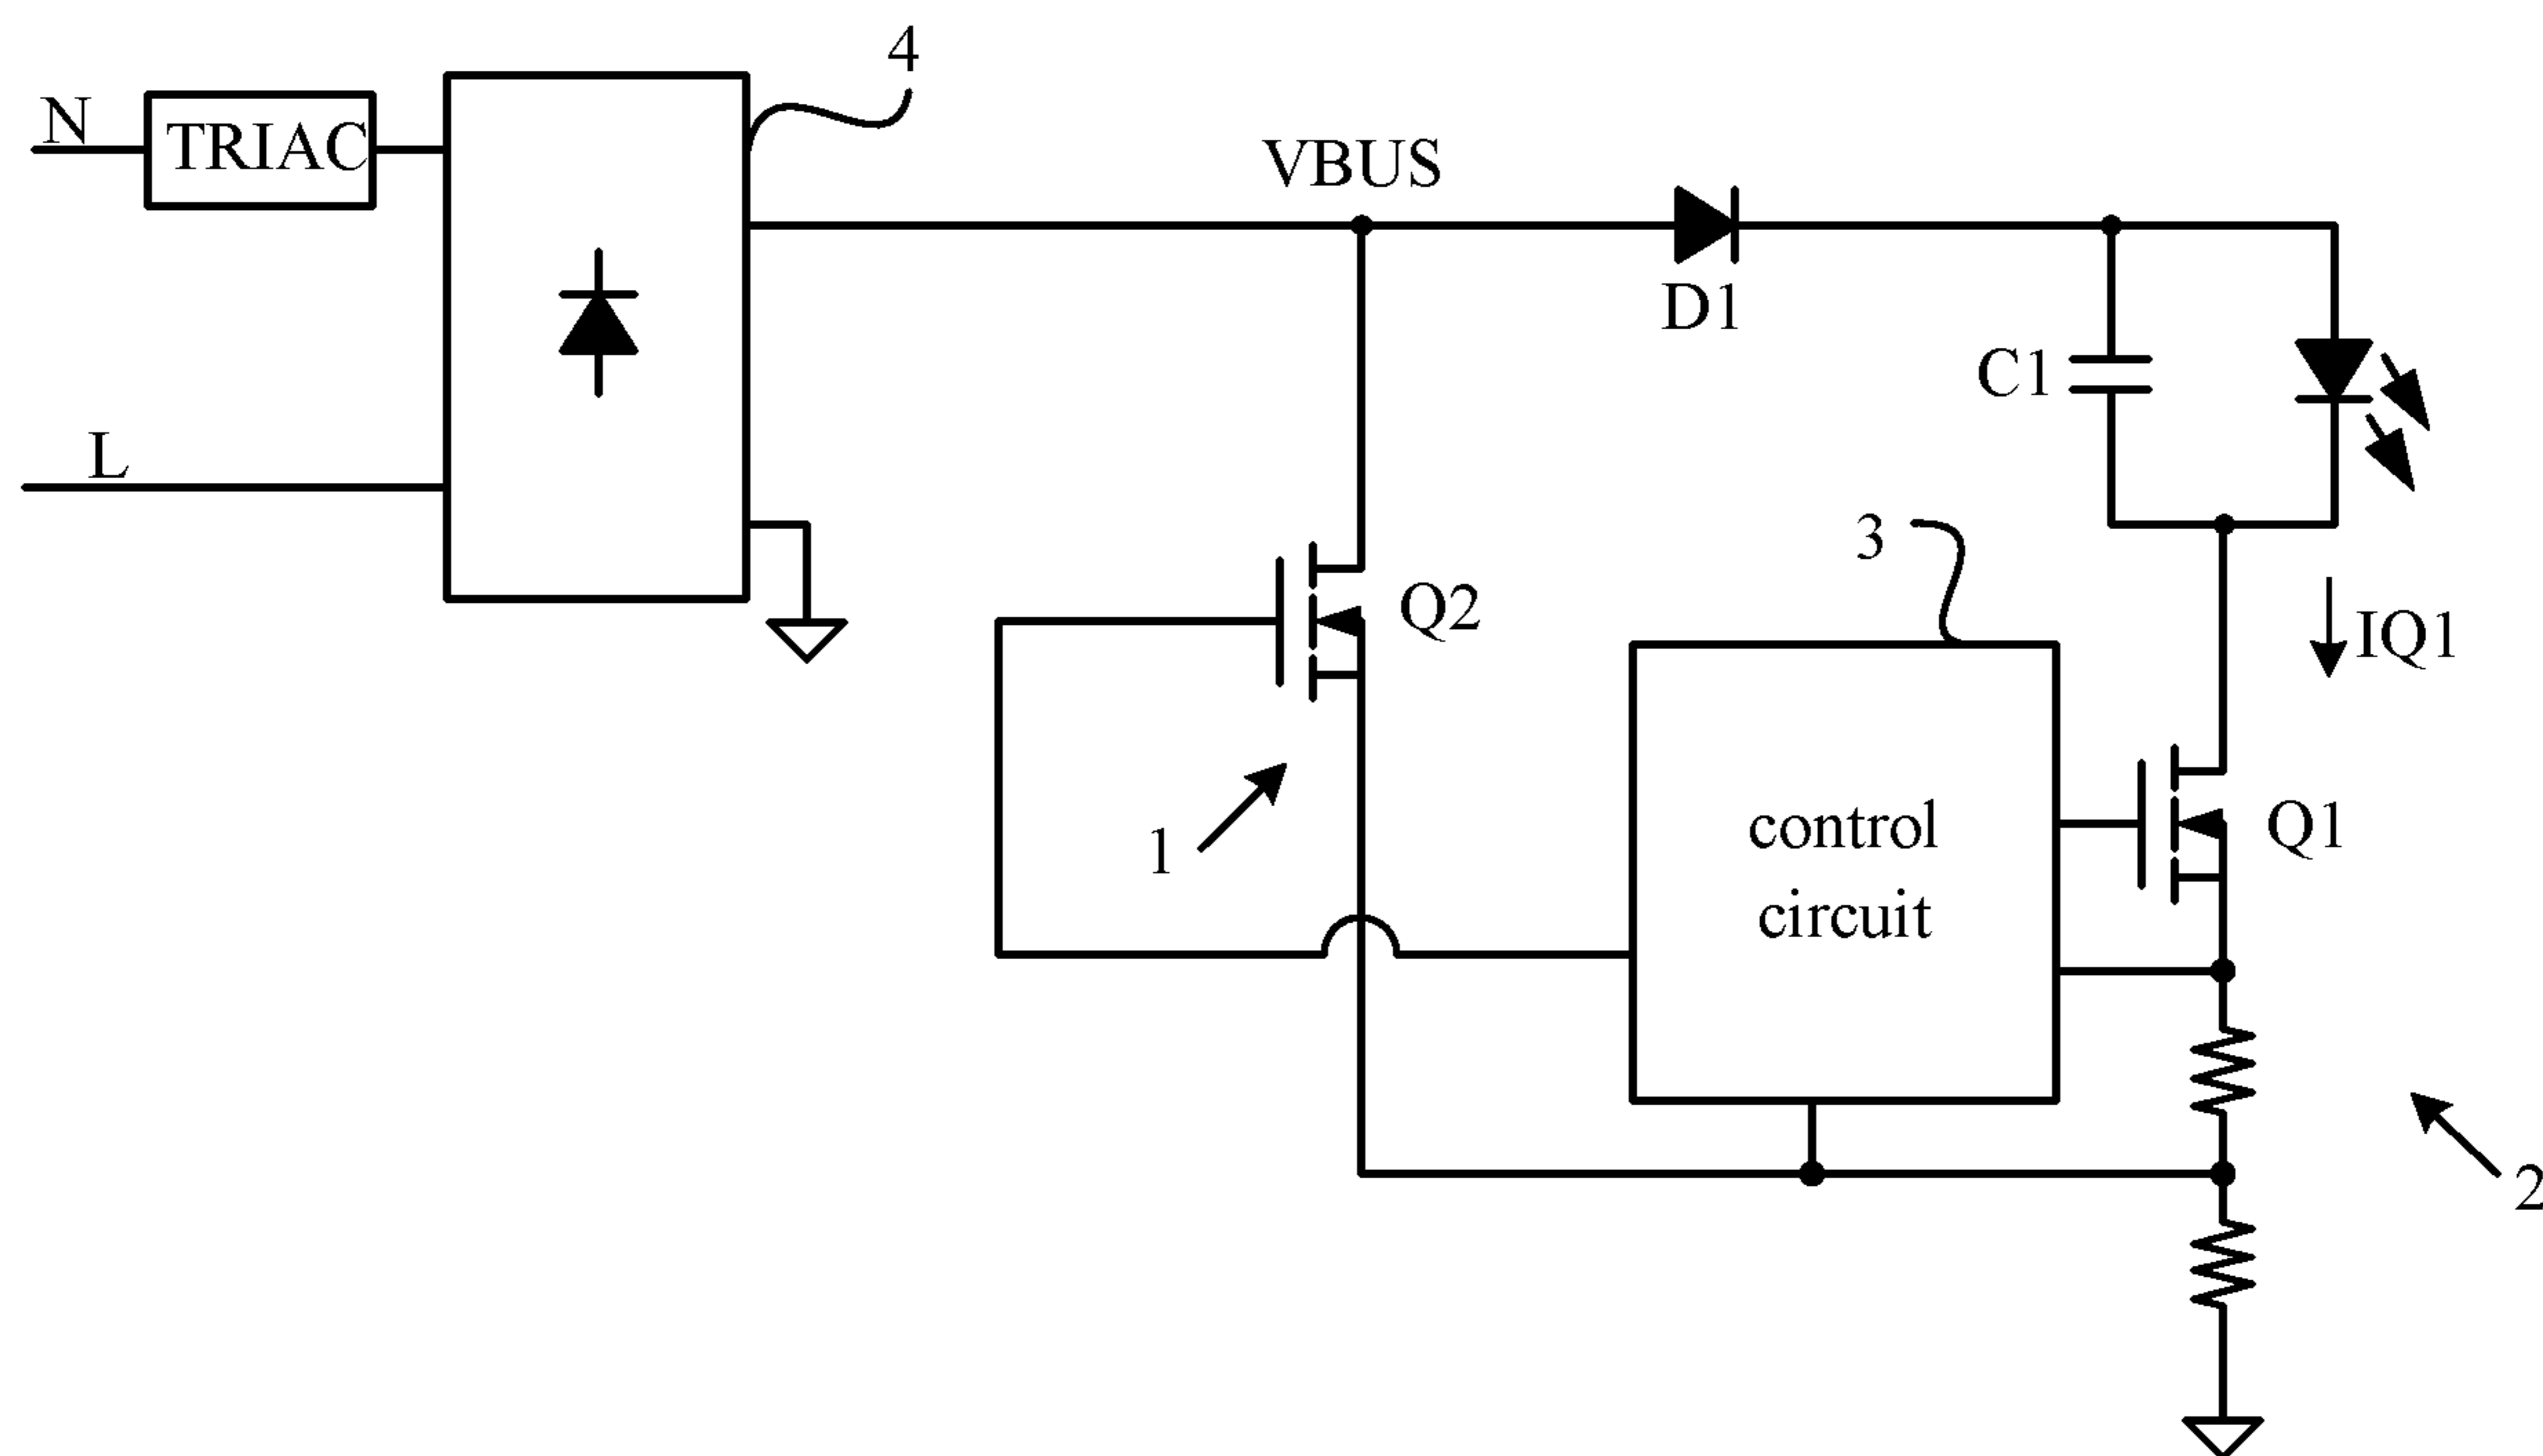 4
N
TRIAC
VBUS
D1
C1
L
3
Q2
IQ1
1
control
circuit
Q1
2